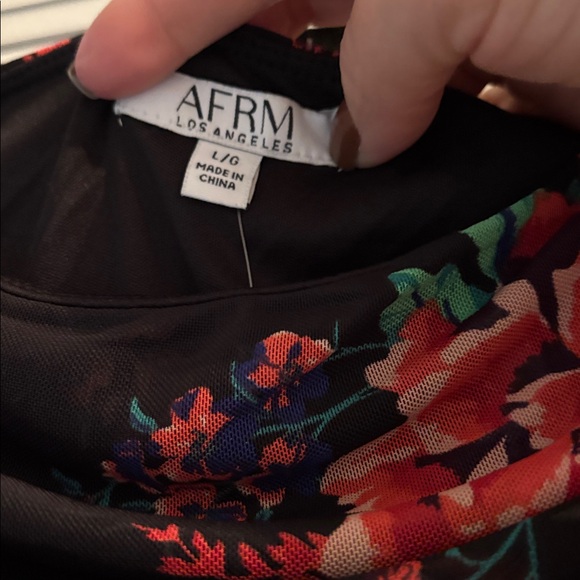 AFRM
LOS ANGELES
L/G
MADE IN
CHINA